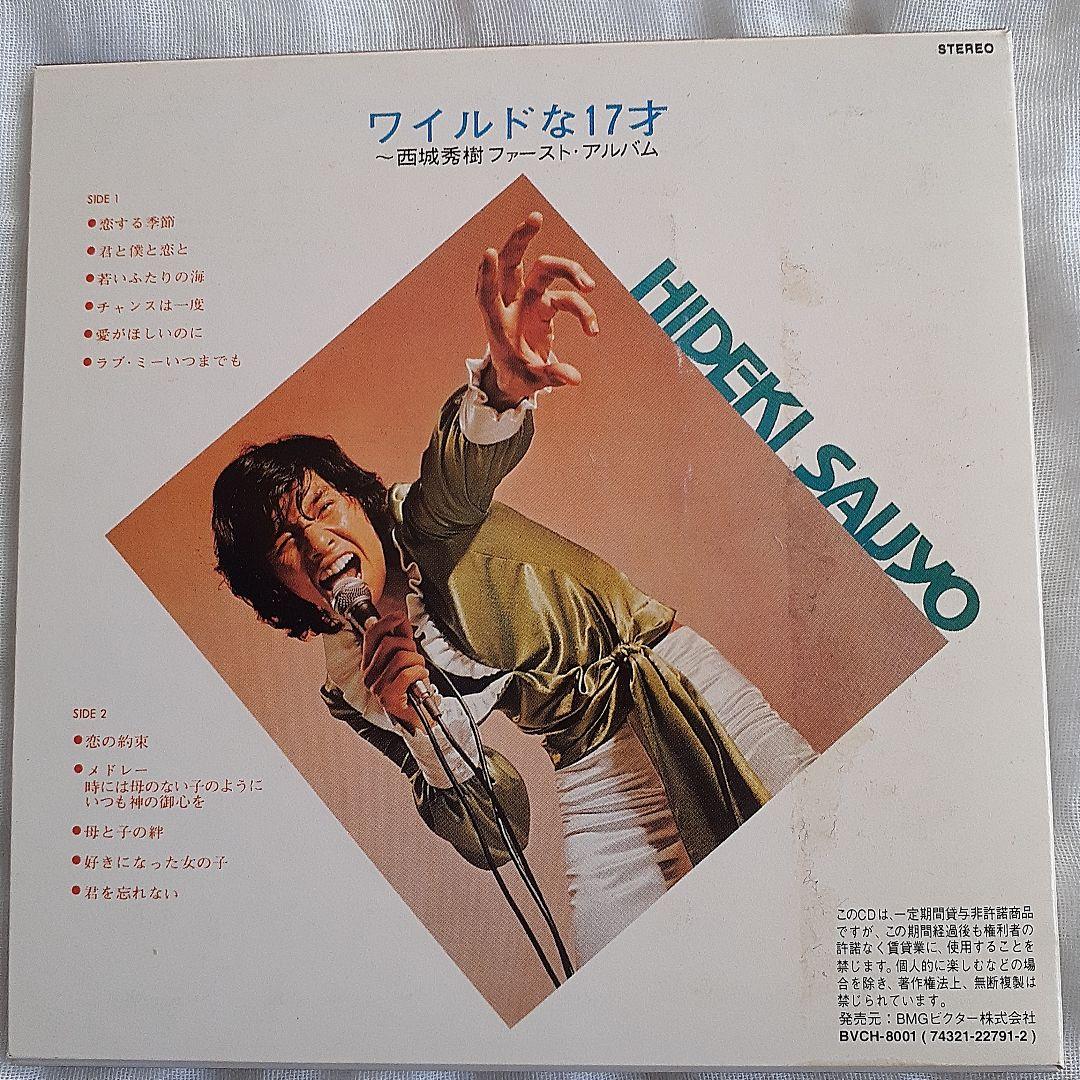 STEREO
ワイルドな17才
～西城秀樹 ファースト・アルバム
SIDE 1
●恋する季節
●君と僕と恋と
●若いふたりの海
●チャンスは一度
●愛がほしいのに
●ラブ・ミーいつまでも
HIDEKI SAIJYO
SIDE 2
●恋の約束
●メドレー
時には母のない子のように
いつも神の御心を
●母と子の絆
●好きになった女の子
●君を忘れない
このCDは、一定期間貸与非許諾商品
ですが、この期間経過後も権利者の
許諾なく賃貸業に、使用することを
禁じます。個人的に楽しむなどの場
合を除き、著作権法上、無断複製は
禁じられています。
発売元：BMGビクター株式会社
BVCH-8001 ( 74321-22791-2 )